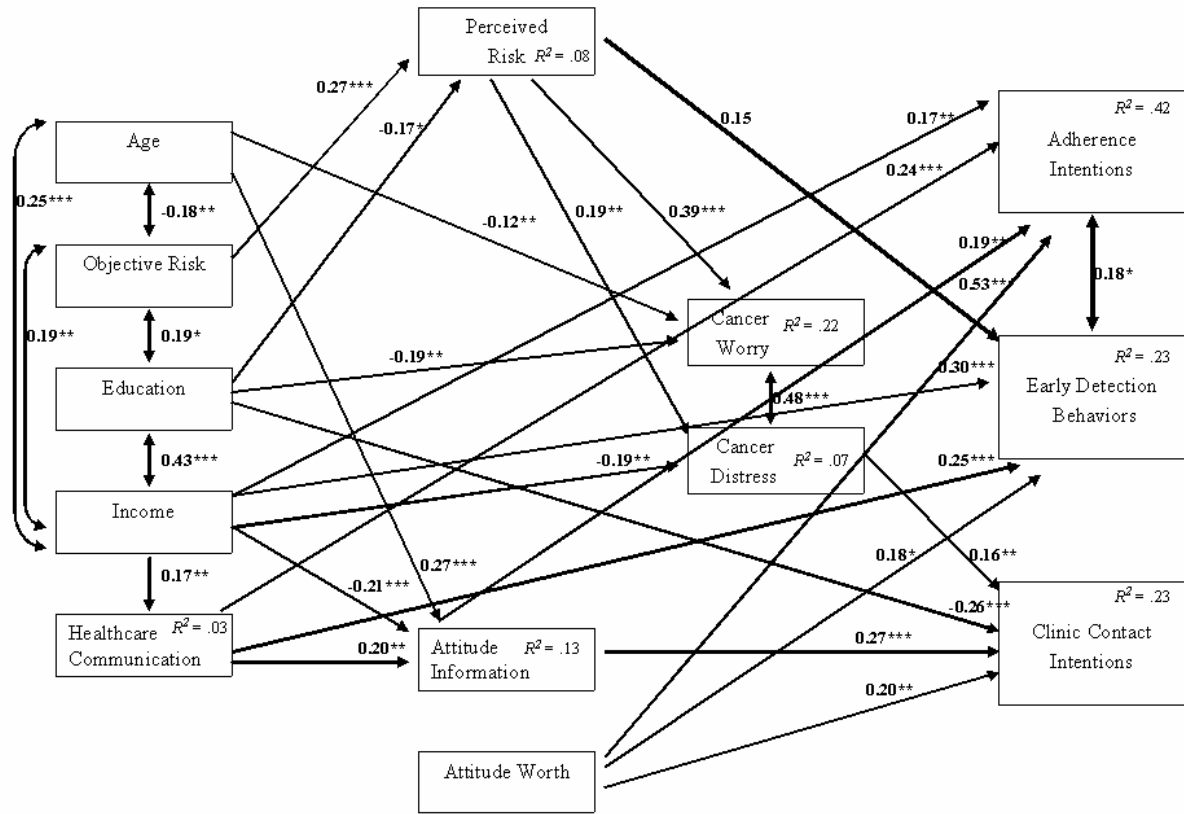 Perceived
Risk R² = .08
0.27***
-0.17*
0.15
0.17**
R² = .42
Adherence
Intentions
Age
0.24***
0.25***
-0.18**
-0.12**
0.19**
0.39***
Objective Risk
0.19**
0.53***
0.18*
0.19**
0.19*
Cancer R² = .22
Worry
-0.19**
R² = .23
Early Detection
Behaviors
0.30***
Education
0.48***
0.43***
Cancer
Distress R² = .07
-0.19**
0.25***
Income
0.17**
-0.21***
0.27***
0.18*
0.16**
-0.26***
R² = .23
Clinic Contact
Intentions
Healthcare R² = .03
Communication
0.20**
Attitude R² = .13
Information
0.27***
0.20**
Attitude Worth